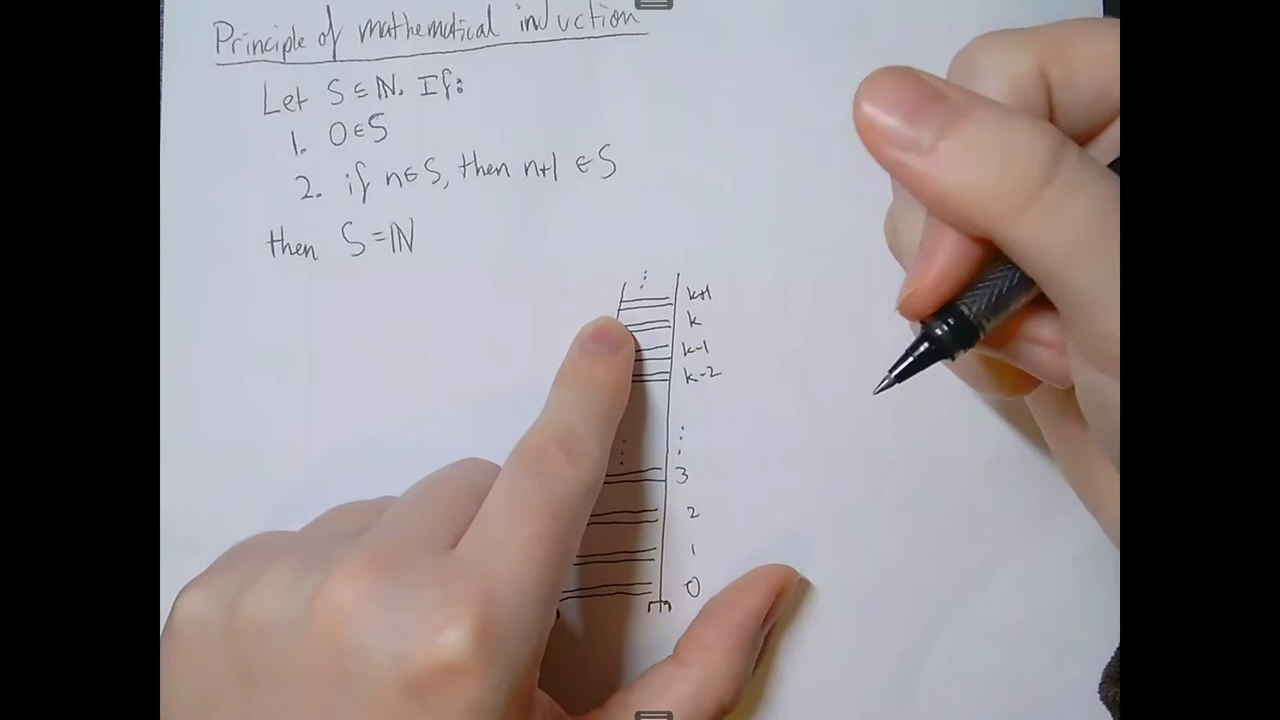 Principle of mathematical induction
Let S ⊆ ℕ. If:
1. 0 ∈ S
2. if n ∈ S, then n+1 ∈ S
then S = ℕ
⋮ k+1
k
k-1
k-2
⋮ ⋮
3
2
1
0